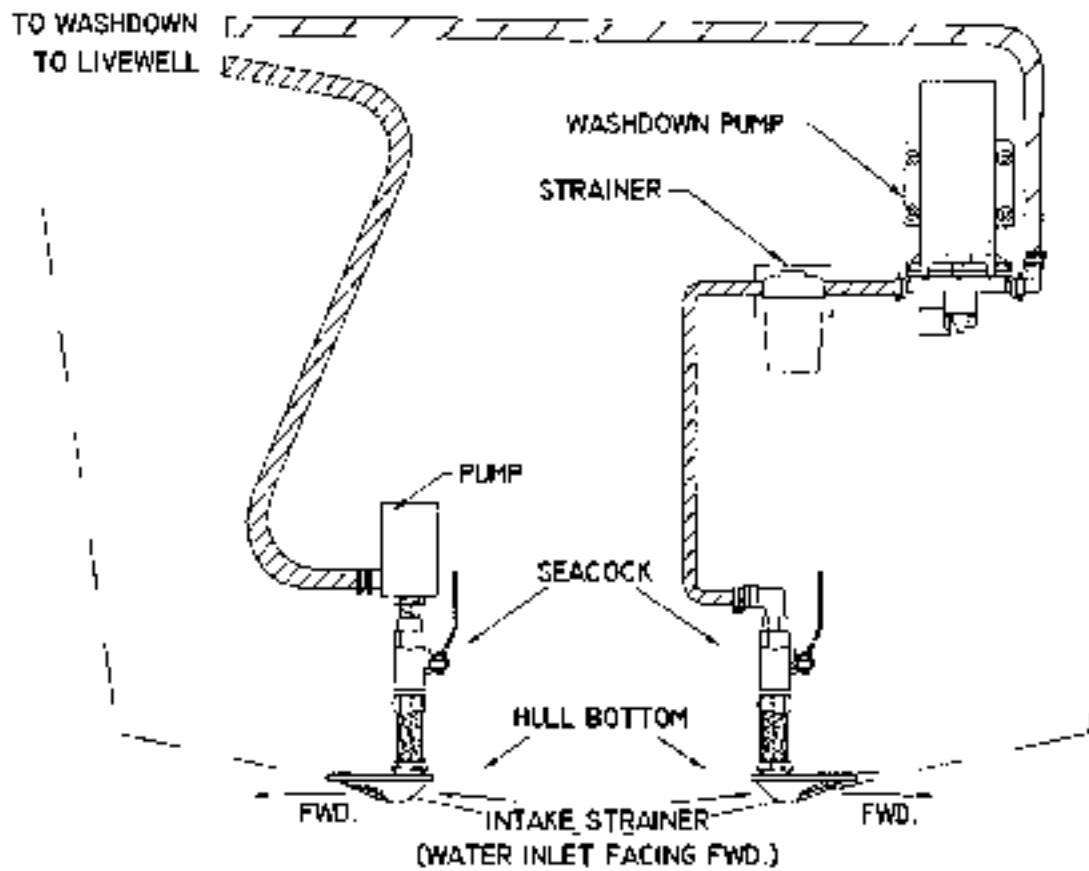 TO WASHDOWN
TO LIVEWELL
WASHDOWN PUMP
STRAINER
PUMP
SEACOCK
HULL BOTTOM
FWD.
INTAKE STRAINER
(WATER INLET FACING FWD.)
FWD.